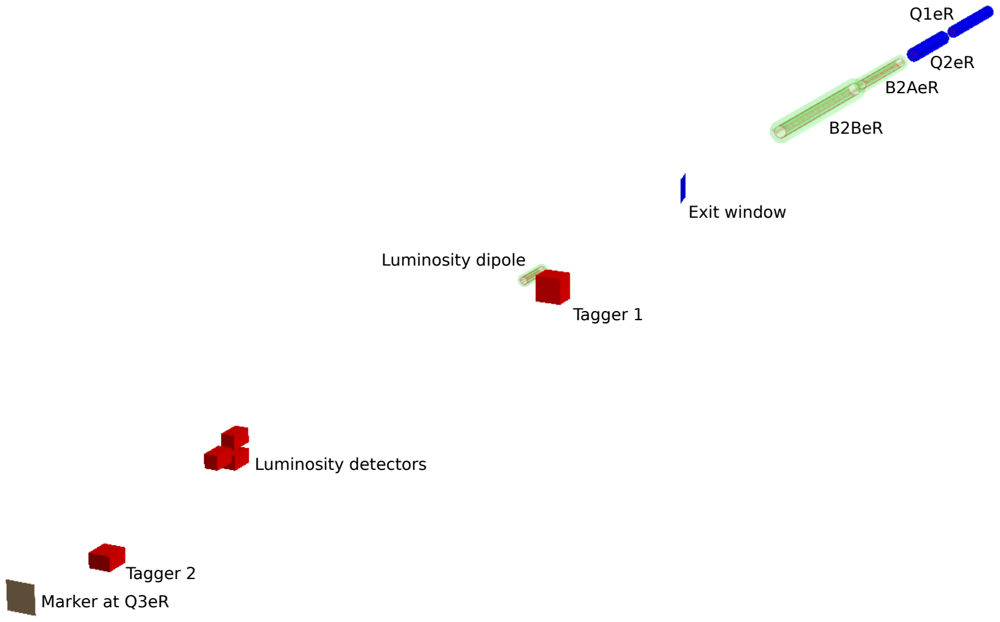 Q1eR
Q2eR
B2AeR
B2BeR
Exit window
Luminosity dipole
Tagger 1
Luminosity detectors
Tagger 2
Marker at Q3eR